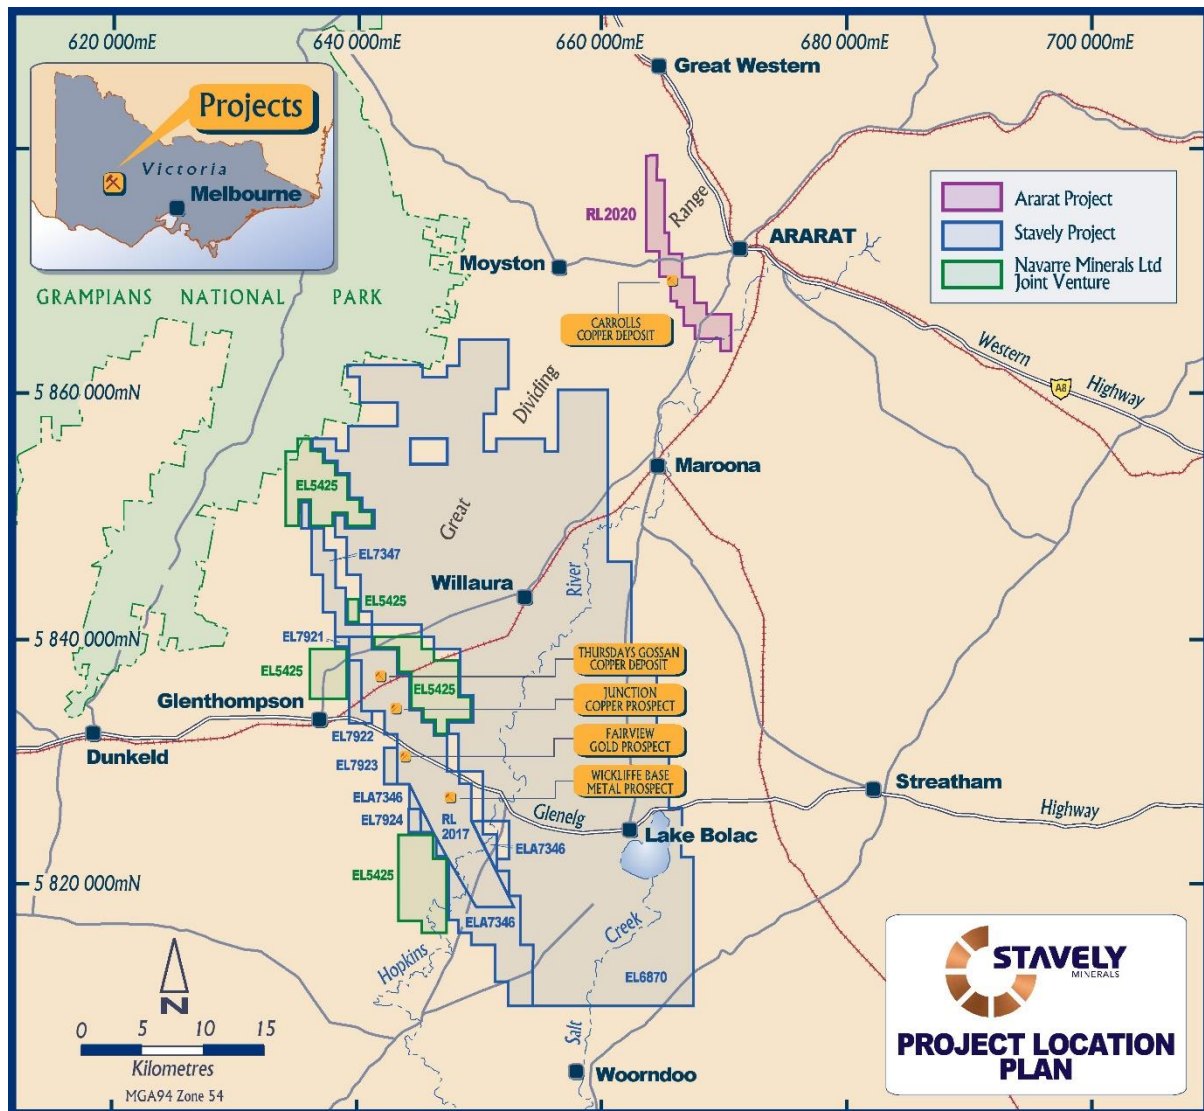 620 000mE
640 000mE
660 000mE
680 000mE
700 000mE
Great Western
Projects
Victoria
Melbourne
RL2020
Range
ARARAT
Moyston
Ararat Project
Stavely Project
Navarre Minerals Ltd
Joint Venture
GRAMPIANS NATIONAL PARK
CARROLLS
COPPER DEPOSIT
Western
Highway
A8
5 860 000mN
Dividing
Maroona
EL5425
Great
EL7347
Willaura
River
EL5425
5 840 000mN
EL7921
THURSDAYS GOSSAN
COPPER DEPOSIT
EL5425
EL5425
JUNCTION
COPPER PROSPECT
Glenthompson
EL7922
FAIRVIEW
GOLD PROSPECT
Dunkeld
EL7923
WICKLIFFE BASE
METAL PROSPECT
Streatham
ELA7346
EL7924
RL
2017
Glenelg
Highway
Lake Bolac
ELA7346
EL5425
5 820 000mN
ELA7346
Creek
Hopkins
EL6870
Salt
N
0 5 10 15
Kilometres
MGA94 Zone 54
Woorndoo
STAVELY
MINERALS
PROJECT LOCATION
PLAN